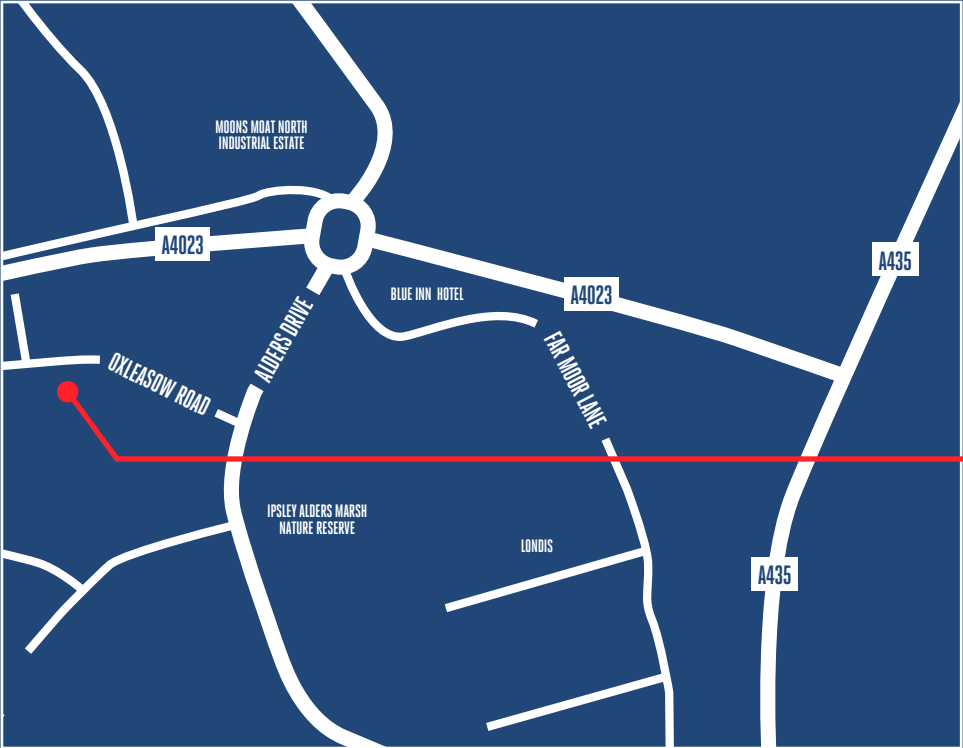 MOONS MOAT NORTH
INDUSTRIAL ESTATE
A4023
A435
BLUE INN HOTEL
A4023
ALDERS DRIVE
FAR MOOR LANE
OXLEASOW ROAD
IPSLEY ALDERS MARSH
NATURE RESERVE
LONDIS
A435